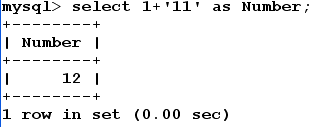 mysql> select 1+'11' as Number;
+--------+
| Number |
+--------+
|     12 |
+--------+
1 row in set (0.00 sec)